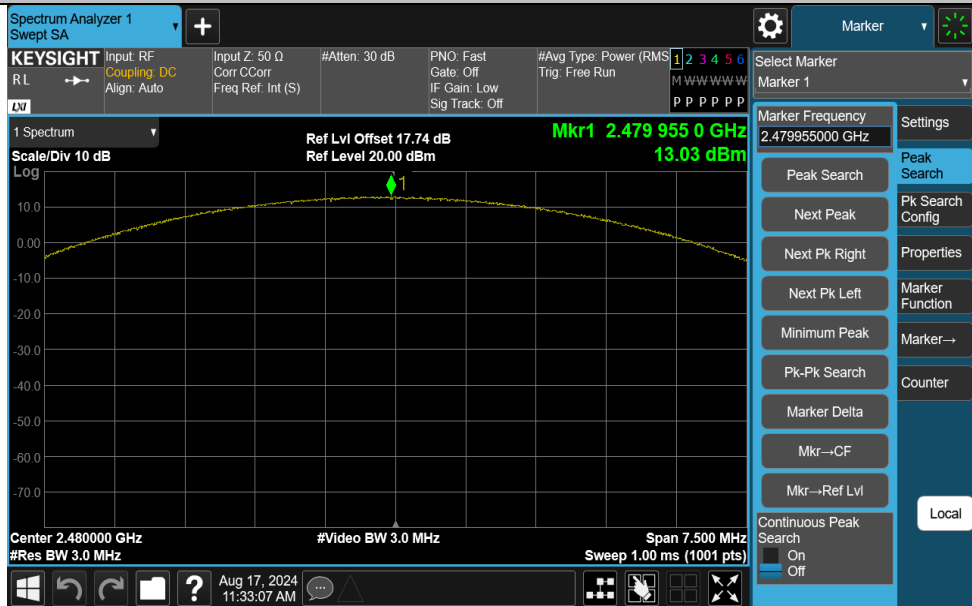 Spectrum Analyzer 1
Swept SA
+
Marker
KEYSIGHT
R L
LXI
Input: RF
Coupling: DC
Align: Auto
Input Z: 50 Ω
Corr CCorr
Freq Ref: Int (S)
#Atten: 30 dB
PNO: Fast
Gate: Off
IF Gain: Low
Sig Track: Off
#Avg Type: Power (RMS
Trig: Free Run
1 2 3 4 5 6
M W W W W W
P P P P P P
Select Marker
Marker 1
1 Spectrum
Scale/Div 10 dB
Log
Ref Lvl Offset 17.74 dB
Ref Level 20.00 dBm
Mkr1 2.479 955 0 GHz
13.03 dBm
1
10.0
0.00
-10.0
-20.0
-30.0
-40.0
-50.0
-60.0
-70.0
Center 2.480000 GHz
#Res BW 3.0 MHz
#Video BW 3.0 MHz
Span 7.500 MHz
Sweep 1.00 ms (1001 pts)
Marker Frequency
2.479955000 GHz
Peak Search
Next Peak
Next Pk Right
Next Pk Left
Minimum Peak
Pk-Pk Search
Marker Delta
Mkr→CF
Mkr→Ref Lvl
Continuous Peak
Search
On
Off
Settings
Peak
Search
Pk Search
Config
Properties
Marker
Function
Marker→
Counter
Local
?
Aug 17, 2024
11:33:07 AM